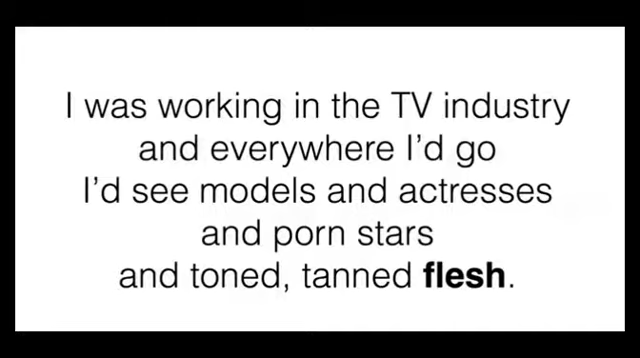 I was working in the TV industry
and everywhere I'd go
I'd see models and actresses
and porn stars
and toned, tanned flesh.